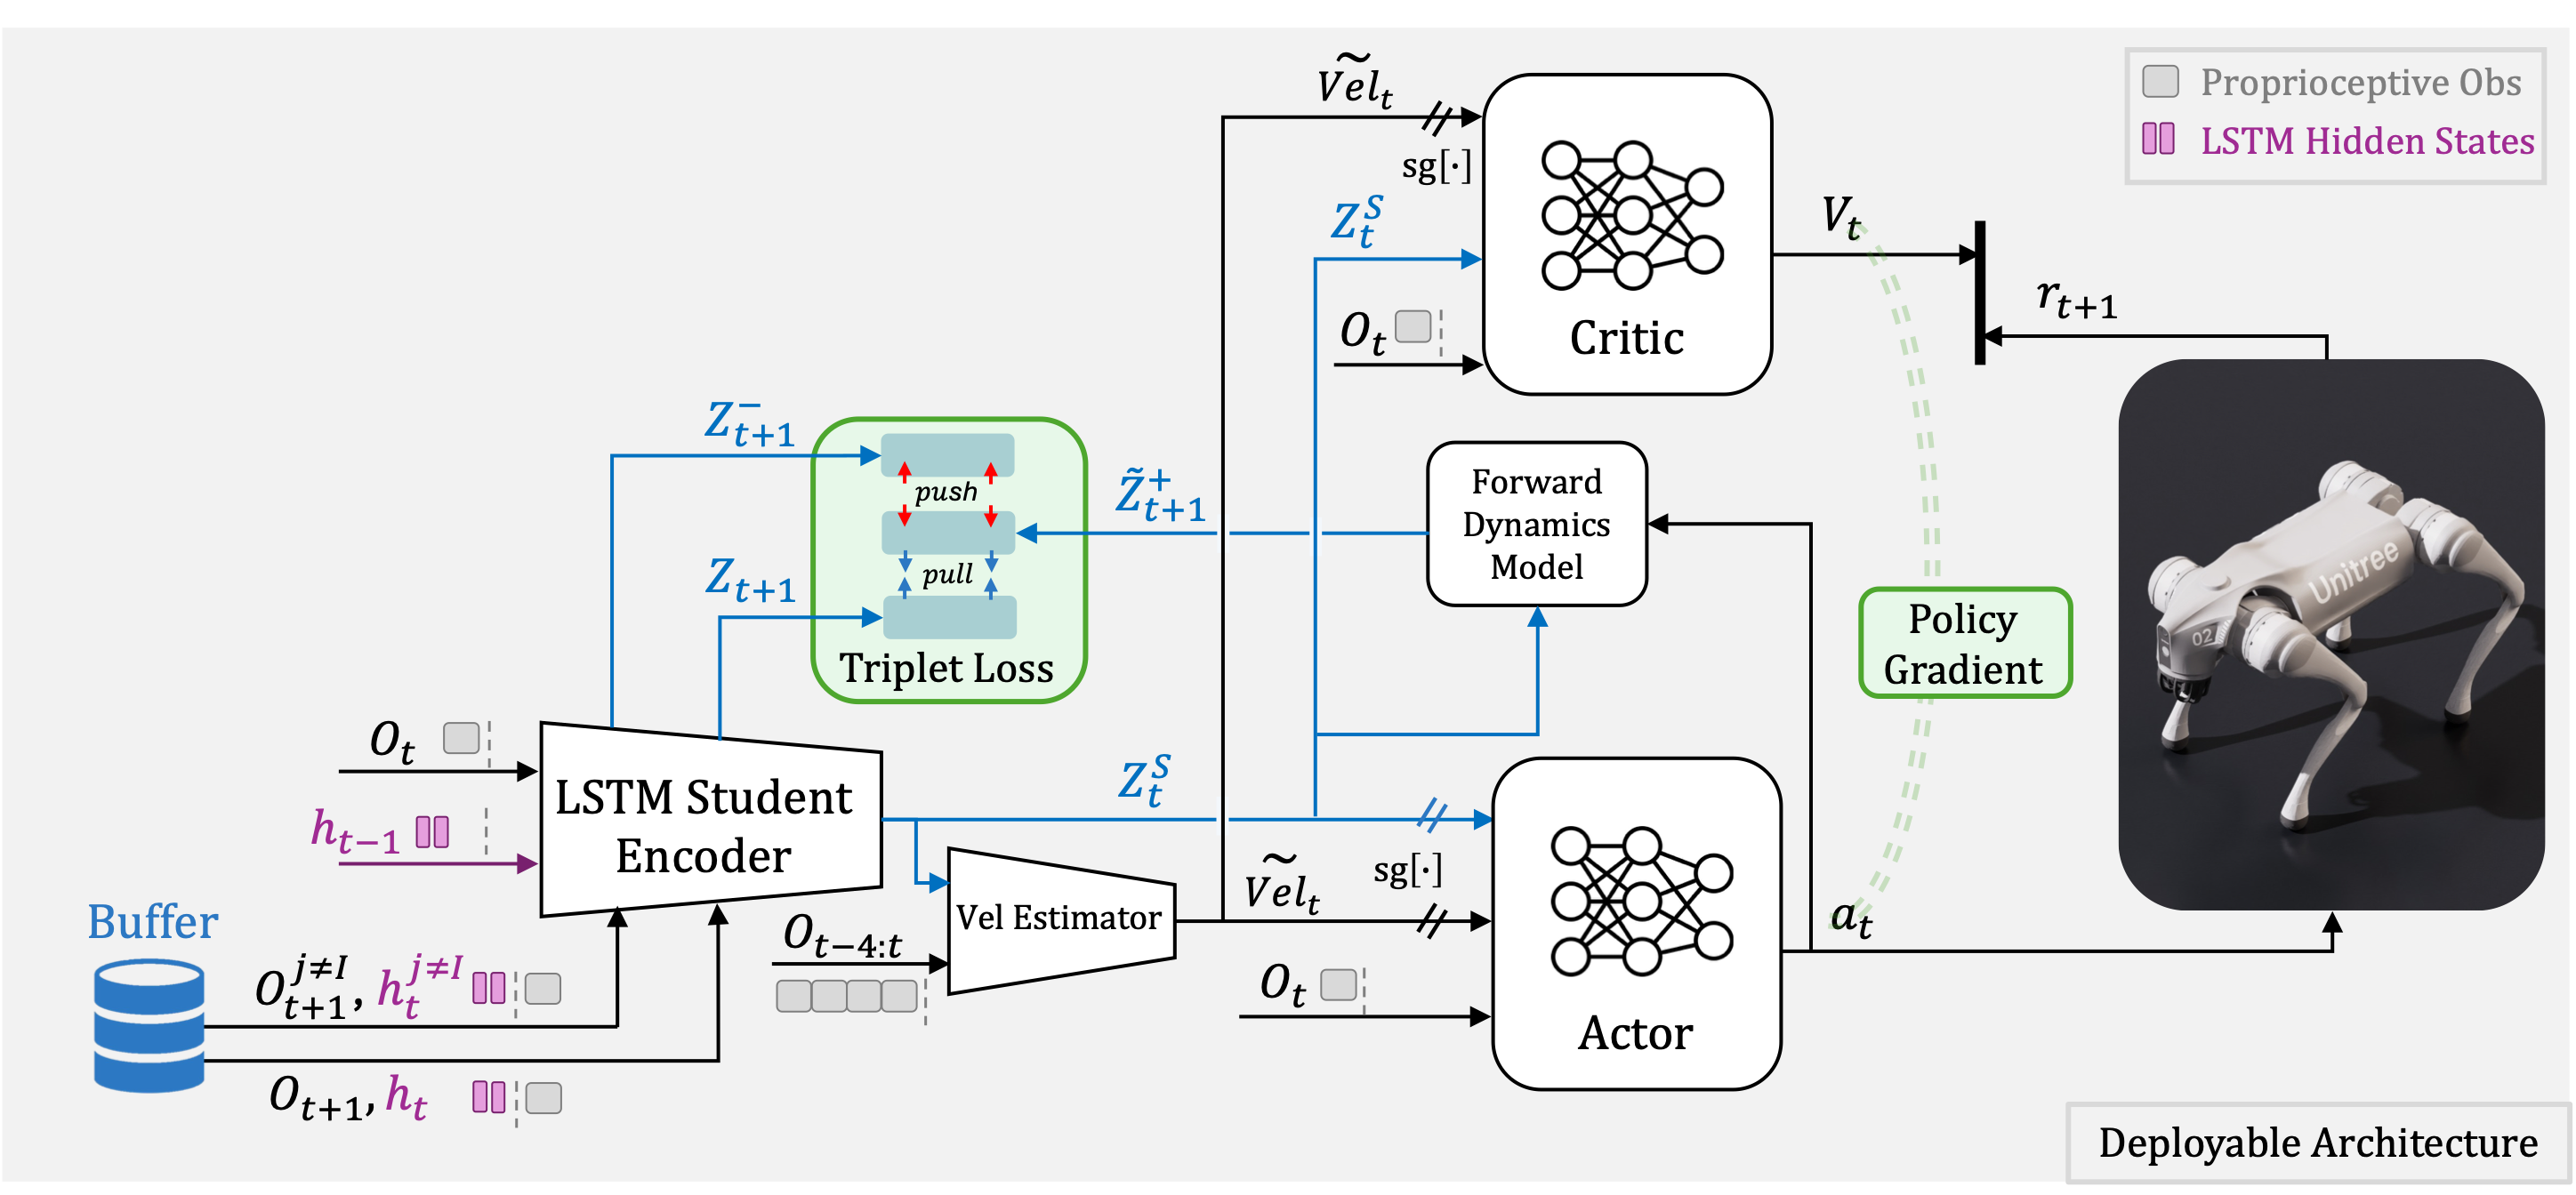 Proprioceptive Obs
LSTM Hidden States
\widetilde{Vel}_t
sg[·]
Z_t^S
O_t
Critic
V_t
r_{t+1}
Z_{t+1}^-
push
pull
Z_{t+1}
Triplet Loss
\tilde{Z}_{t+1}^+
Forward
Dynamics
Model
Policy
Gradient
Unitree
02
O_t
h_{t-1}
LSTM Student
Encoder
Z_t^S
Buffer
O_{t+1}^{j≠I}, h_t^{j≠I}
O_{t+1}, h_t
O_{t-4:t}
Vel Estimator
\widetilde{Vel}_t
sg[·]
O_t
Actor
a_t
Deployable Architecture